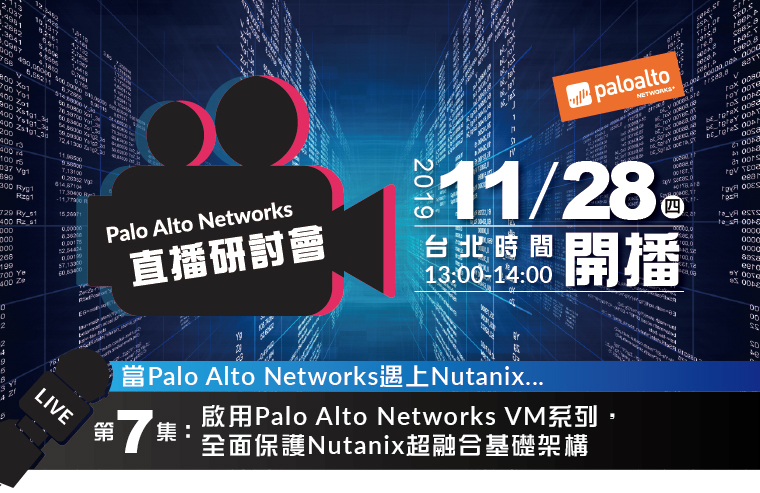 paloalto
NETWORKS®
Palo Alto Networks
直播研討會
2019
11/28 四
台北時間
13:00-14:00
開播
當Palo Alto Networks遇上Nutanix...
LIVE
第7集：
啟用Palo Alto Networks VM系列，
全面保護Nutanix超融合基礎架構